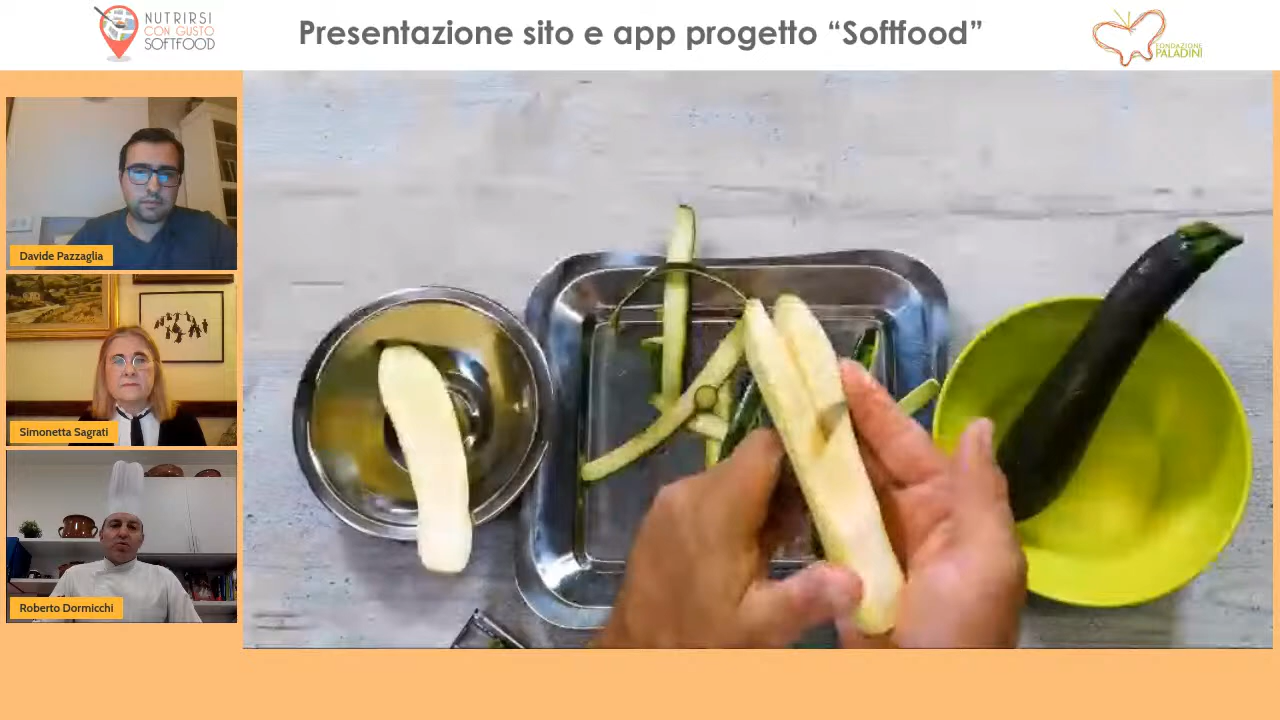 NUTRIRSI
CON GUSTO
SOFTFOOD
Presentazione sito e app progetto “Softfood”
FONDAZIONE
PALADINI
Davide Pazzaglia
Simonetta Sagrati
Roberto Dormicchi